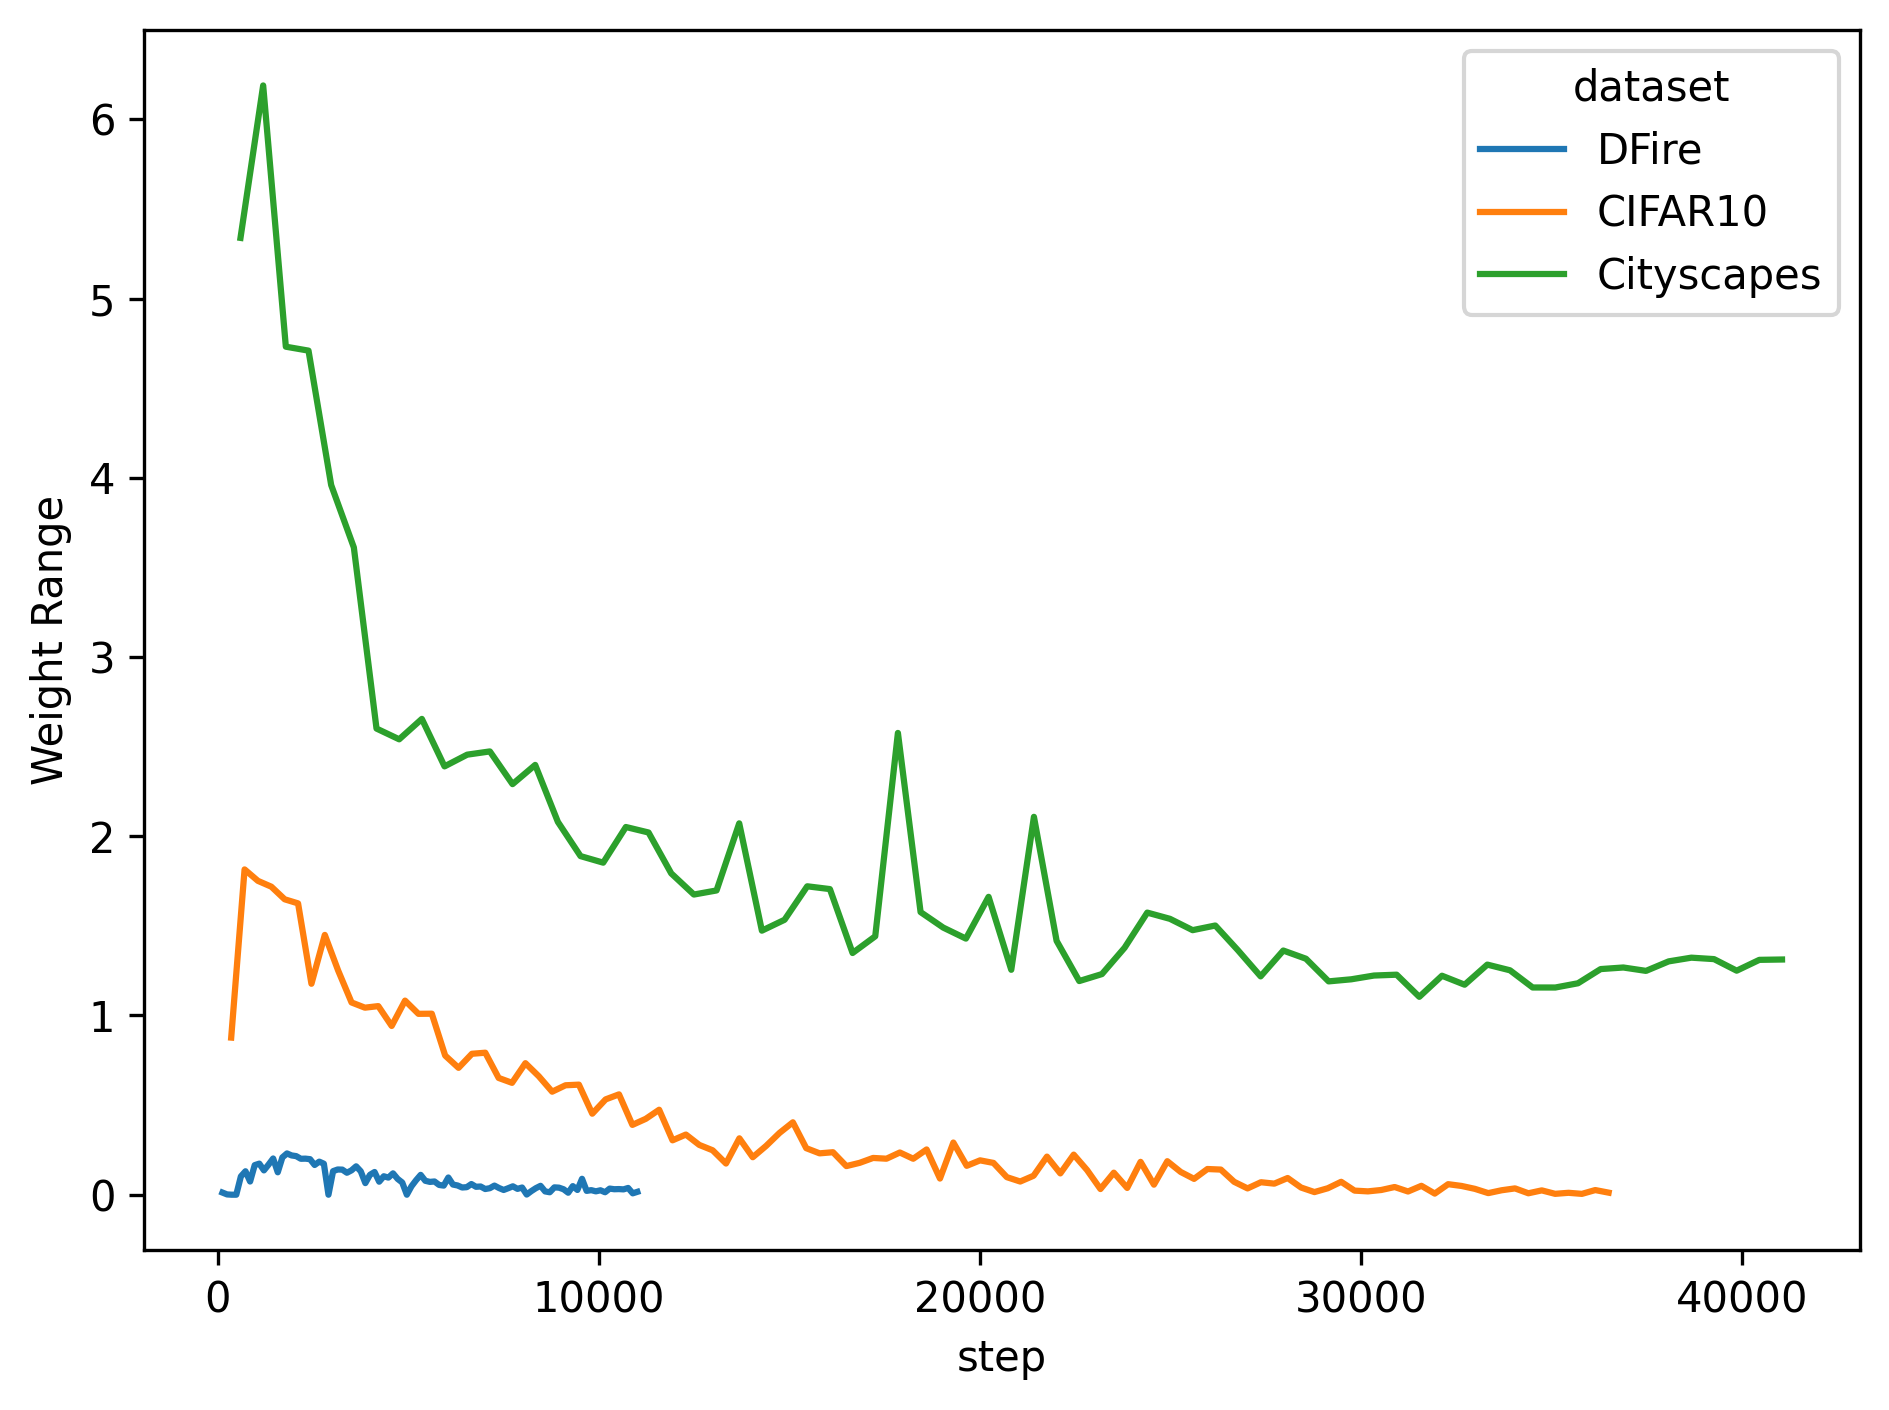 dataset
DFire
CIFAR10
Cityscapes
6
5
4
3
2
1
0
Weight Range
0 10000 20000 30000 40000
step